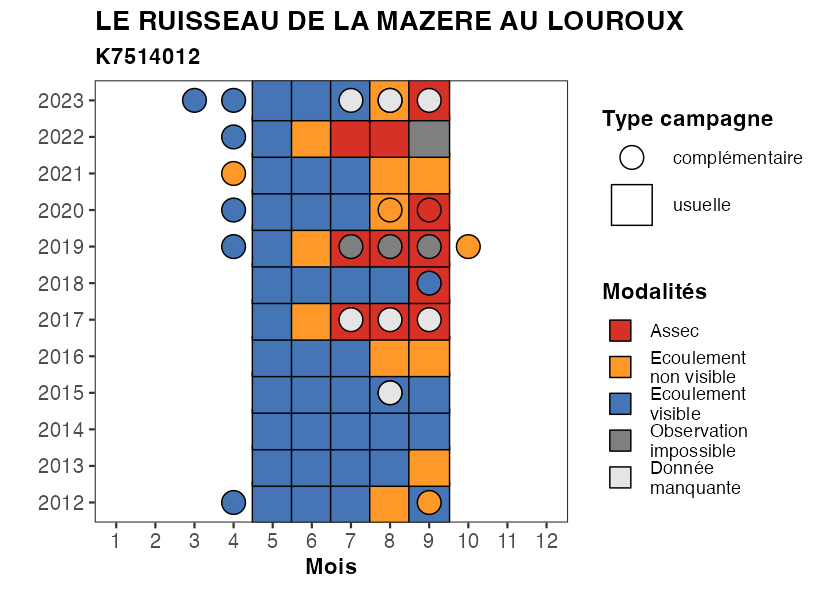 LE RUISSEAU DE LA MAZERE AU LOUROUX
K7514012
2023
2022
2021
2020
2019
2018
2017
2016
2015
2014
2013
2012
1 2 3 4 5 6 7 8 9 10 11 12
Mois
Type campagne
complémentaire
usuelle
Modalités
Assec
Ecoulement
non visible
Ecoulement
visible
Observation
impossible
Donnée
manquante